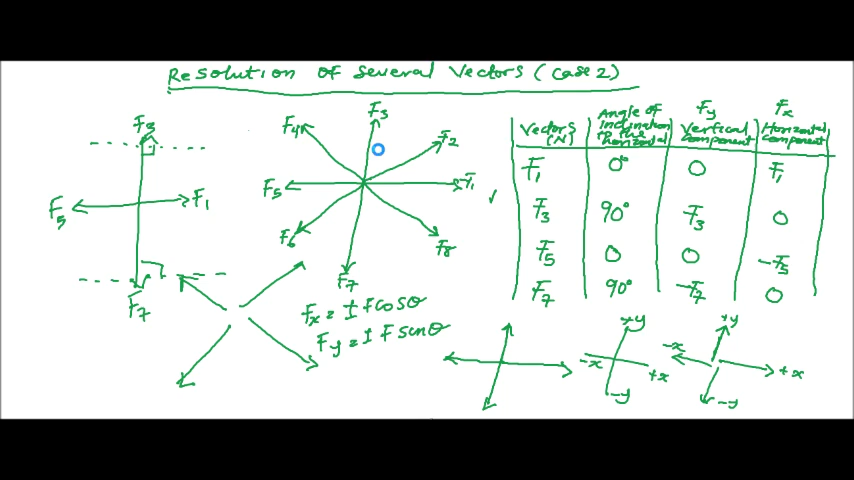 Resolution of Several Vectors (Case 2)
F3
F5
F1
F7
F3
F4
F2
F5
F1
F6
F8
F7
Fx = ± Fcosθ
Fy = ± F sinθ
Vectors (N)
Angle of Inclination to the horizontal
Fy Vertical component
Fx Horizontal component
F1 0° 0 F1
F3 90° F3 0
F5 0 0 -F5
F7 90° -F7 0
+y
-x
+x
-y
+y
-x
+x
-y